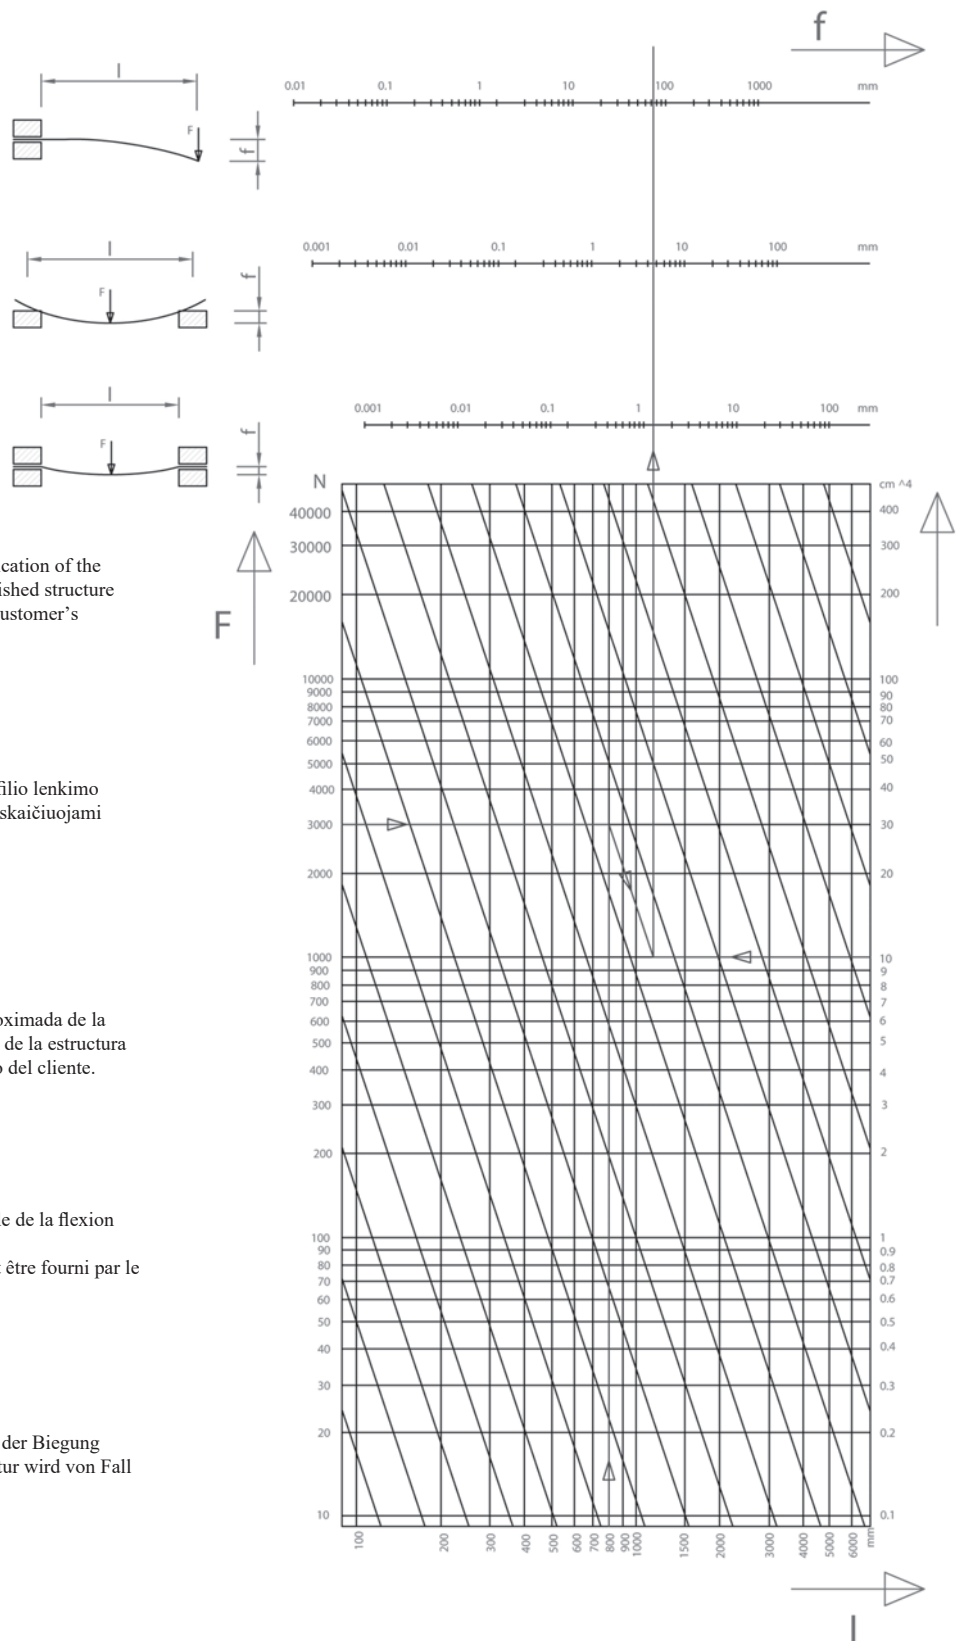 f
0.01 0.1 1 10 100 1000 mm
l
F
f
0.001 0.01 0.1 1 10 100 mm
l
F
f
0.001 0.01 0.1 1 10 100 mm
l
F
f
N
cm ^4
40000
400
30000
300
20000
200
F
10000
100
9000
90
8000
80
7000
70
6000
60
5000
50
4000
40
3000
30
2000
20
1000
10
900
9
800
8
700
7
600
6
500
5
400
4
300
3
200
2
100
1
90
0.9
80
0.8
70
0.7
60
0.6
50
0.5
40
0.4
30
0.3
20
0.2
10
0.1
100 200 300 400 500 600 700 800 900 1000 1500 2000 3000 4000 5000 6000 mm
l
cation of the
ished structure
ustomer’s
filio lenkimo
skaičiuojami
oximada de la
de la estructura
o del cliente.
e de la flexion
être fourni par le
der Biegung
tur wird von Fall